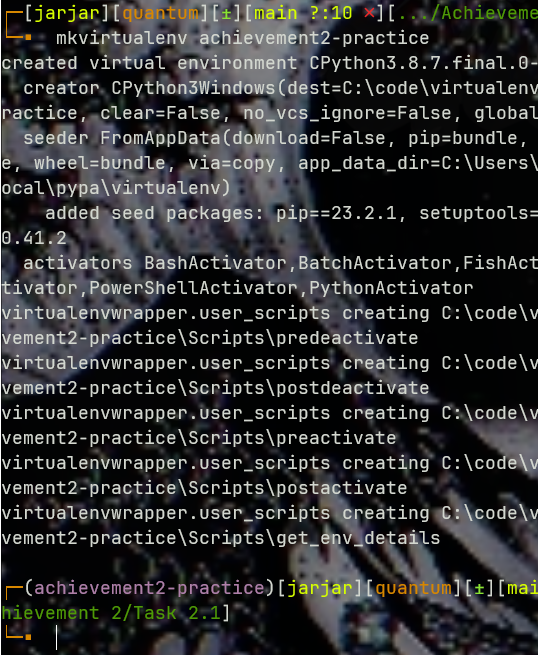 ┌─[jarjar][quantum][±][main ?:10 ✗][.../Achieveme
└─▪ mkvirtualenv achievement2-practice
created virtual environment CPython3.8.7.final.0-
  creator CPython3Windows(dest=C:\code\virtualenv
ractice, clear=False, no_vcs_ignore=False, global
  seeder FromAppData(download=False, pip=bundle,
e, wheel=bundle, via=copy, app_data_dir=C:\Users\
ocal\pypa\virtualenv)
    added seed packages: pip==23.2.1, setuptools=
0.41.2
  activators BashActivator,BatchActivator,FishAct
tivator,PowerShellActivator,PythonActivator
virtualenvwrapper.user_scripts creating C:\code\v
vement2-practice\Scripts\predeactivate
virtualenvwrapper.user_scripts creating C:\code\v
vement2-practice\Scripts\postdeactivate
virtualenvwrapper.user_scripts creating C:\code\v
vement2-practice\Scripts\preactivate
virtualenvwrapper.user_scripts creating C:\code\v
vement2-practice\Scripts\postactivate
virtualenvwrapper.user_scripts creating C:\code\v
vement2-practice\Scripts\get_env_details
┌─(achievement2-practice)[jarjar][quantum][±][mai
hievement 2/Task 2.1]
└─▪